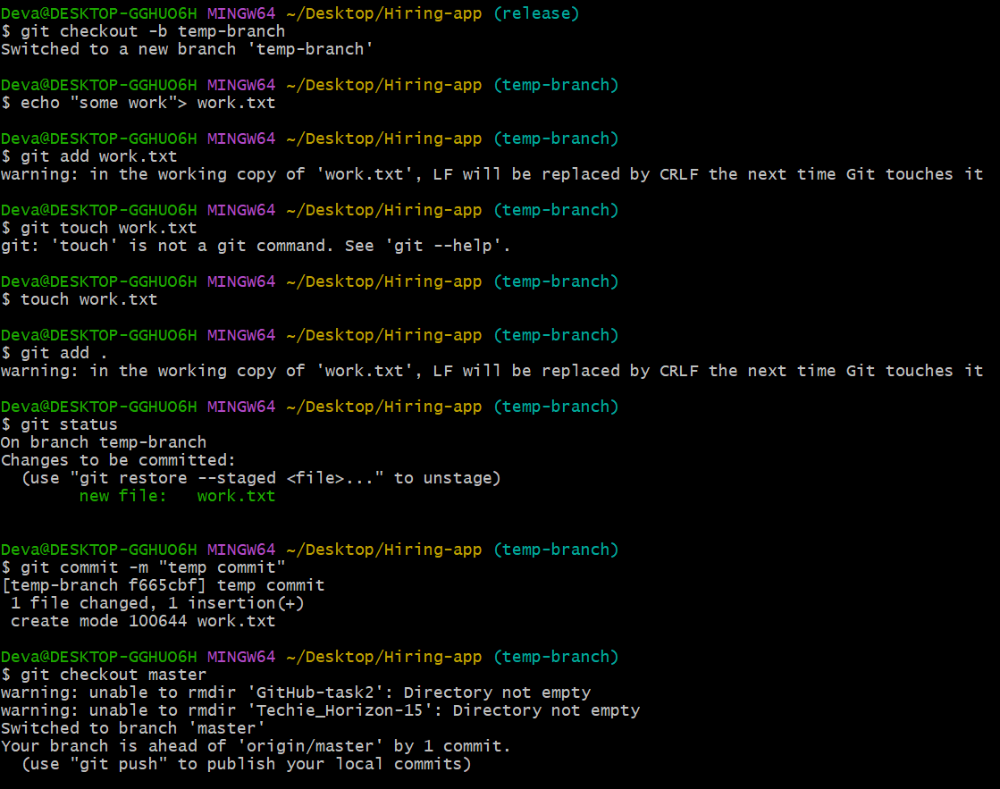 Deva@DESKTOP-GGHUO6H MINGW64 ~/Desktop/Hiring-app (release)
$ git checkout -b temp-branch
Switched to a new branch 'temp-branch'
Deva@DESKTOP-GGHUO6H MINGW64 ~/Desktop/Hiring-app (temp-branch)
$ echo "some work"> work.txt
Deva@DESKTOP-GGHUO6H MINGW64 ~/Desktop/Hiring-app (temp-branch)
$ git add work.txt
warning: in the working copy of 'work.txt', LF will be replaced by CRLF the next time Git touches it
Deva@DESKTOP-GGHUO6H MINGW64 ~/Desktop/Hiring-app (temp-branch)
$ git touch work.txt
git: 'touch' is not a git command. See 'git --help'.
Deva@DESKTOP-GGHUO6H MINGW64 ~/Desktop/Hiring-app (temp-branch)
$ touch work.txt
Deva@DESKTOP-GGHUO6H MINGW64 ~/Desktop/Hiring-app (temp-branch)
$ git add .
warning: in the working copy of 'work.txt', LF will be replaced by CRLF the next time Git touches it
Deva@DESKTOP-GGHUO6H MINGW64 ~/Desktop/Hiring-app (temp-branch)
$ git status
On branch temp-branch
Changes to be committed:
  (use "git restore --staged <file>..." to unstage)
        new file:   work.txt
Deva@DESKTOP-GGHUO6H MINGW64 ~/Desktop/Hiring-app (temp-branch)
$ git commit -m "temp commit"
[temp-branch f665cbf] temp commit
 1 file changed, 1 insertion(+)
 create mode 100644 work.txt
Deva@DESKTOP-GGHUO6H MINGW64 ~/Desktop/Hiring-app (temp-branch)
$ git checkout master
warning: unable to rmdir 'GitHub-task2': Directory not empty
warning: unable to rmdir 'Techie_Horizon-15': Directory not empty
Switched to branch 'master'
Your branch is ahead of 'origin/master' by 1 commit.
  (use "git push" to publish your local commits)